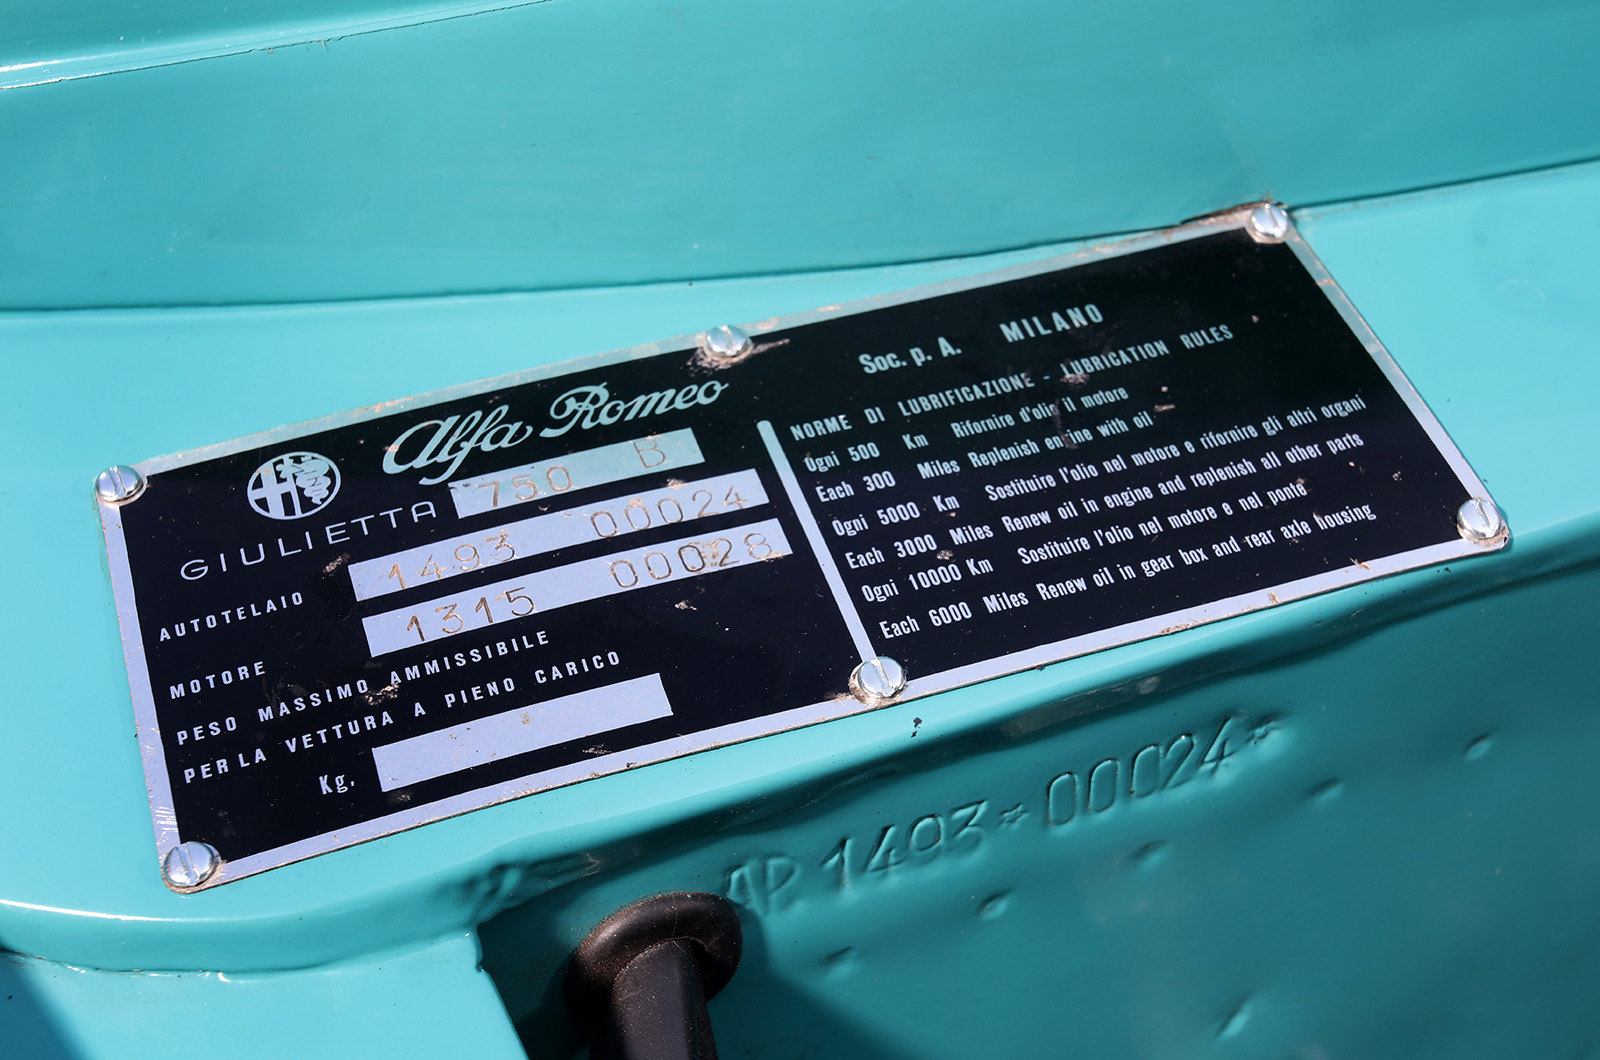 Alfa Romeo
GIULIETTA 750 B
AUTOTELAIO 1493 00024
MOTORE 1315 00028
PESO MASSIMO AMMISSIBILE
PER LA VETTURA A PIENO CARICO
Kg.
Soc. p. A. MILANO
NORME DI LUBRIFICAZIONE - LUBRICATION RULES
Ogni 500 Km Rifornire d'olio il motore
Each 300 Miles Replenish engine with oil
Ogni 5000 Km Sostituire l'olio nel motore e rifornire gli altri organi
Each 3000 Miles Renew oil in engine and replenish all other parts
Ogni 10000 Km Sostituire l'olio nel motore e nel ponte
Each 6000 Miles Renew oil in gear box and rear axle housing
1493*00024*